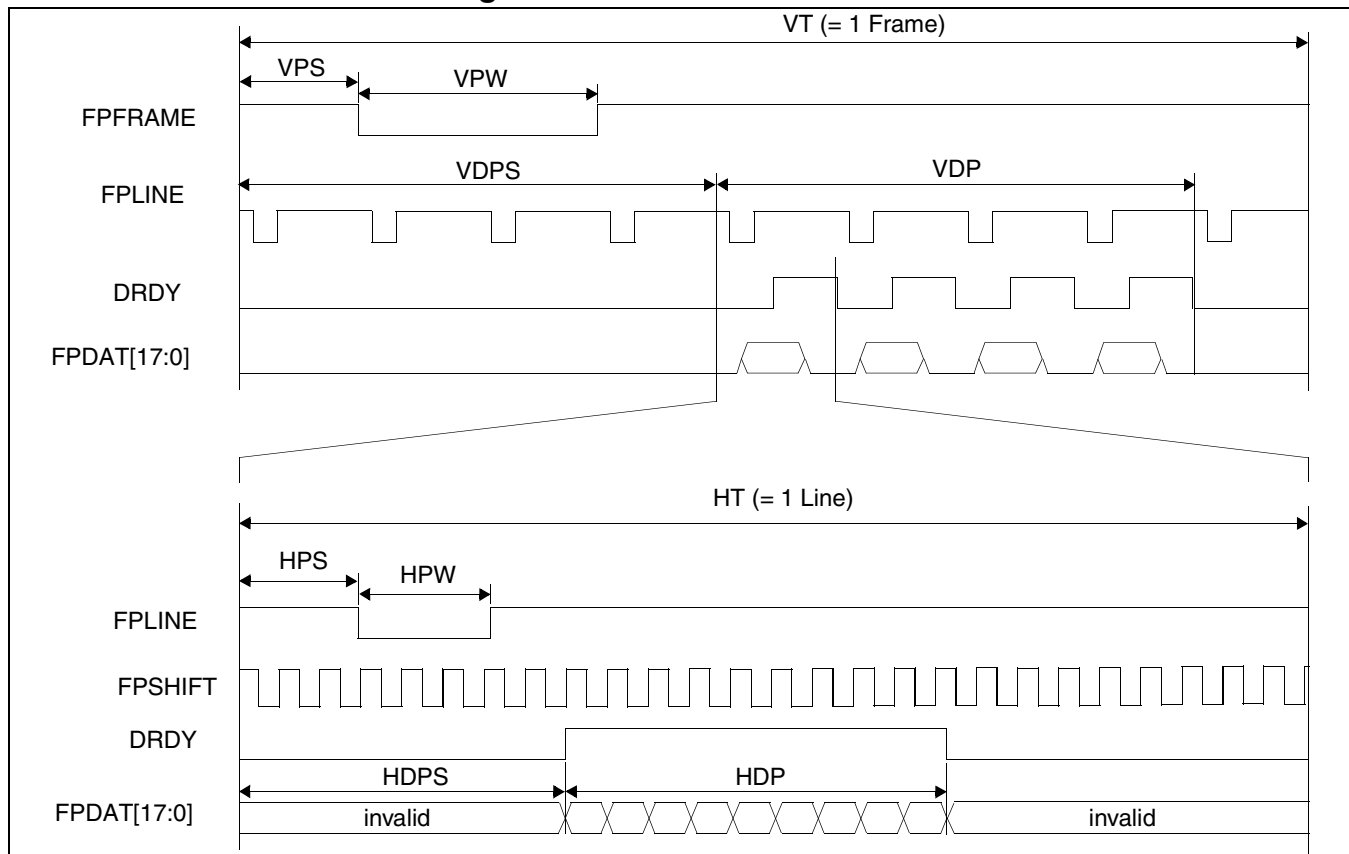 g
VT (= 1 Frame)
VPS
VPW
FPFRAME
VDPS
VDP
FPLINE
DRDY
FPDAT[17:0]
HT (= 1 Line)
HPS
HPW
FPLINE
FPSHIFT
DRDY
HDPS
HDP
FPDAT[17:0]
invalid
invalid